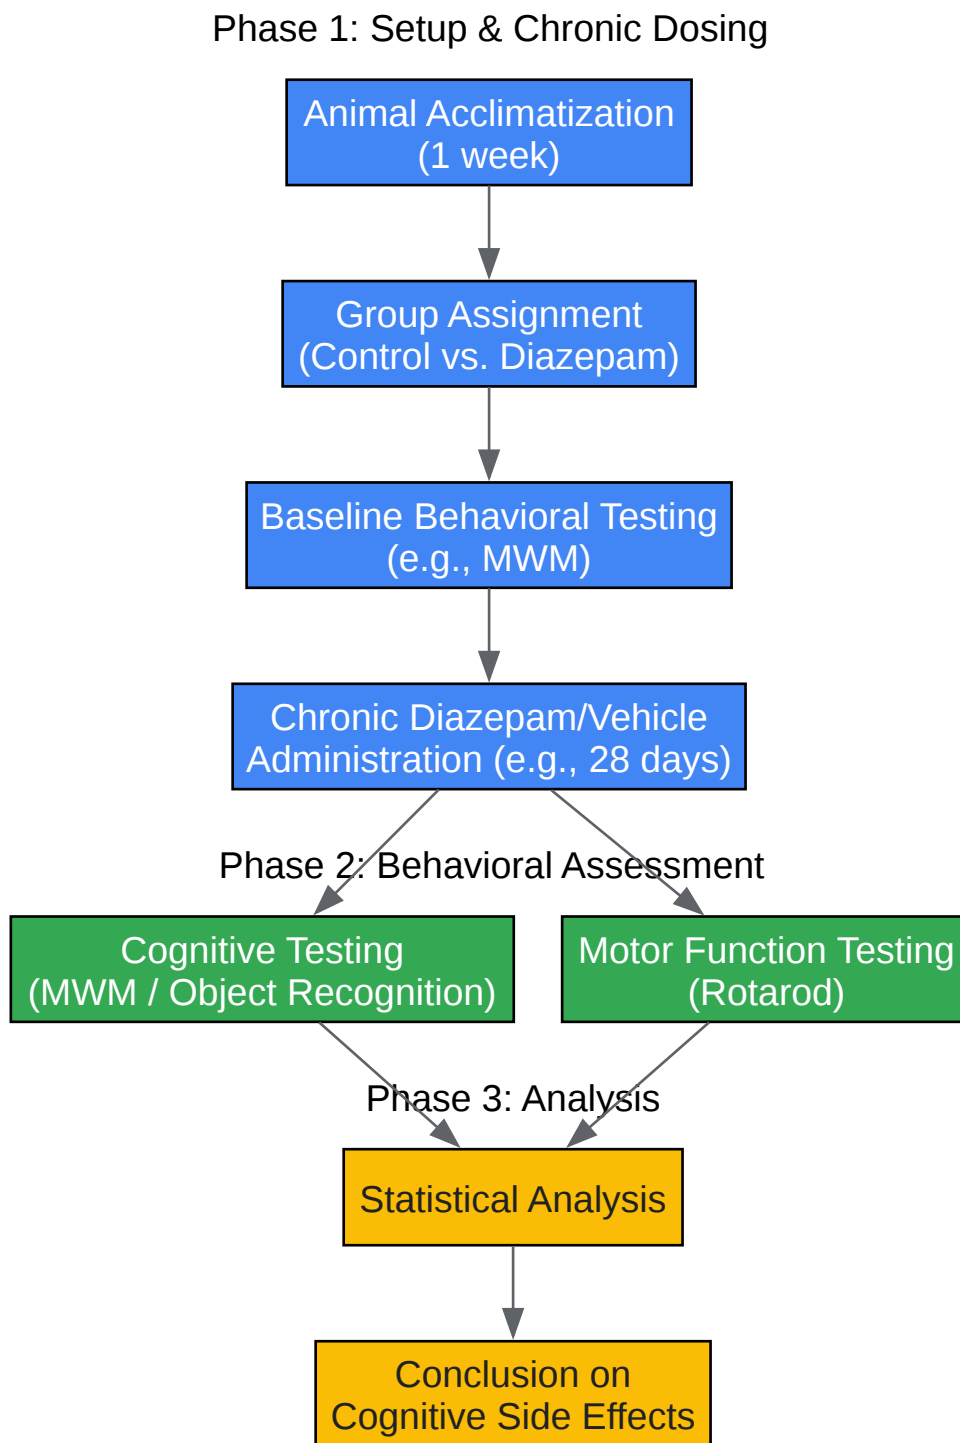 Phase 1: Setup & Chronic Dosing
Animal Acclimatization
(1 week)
Group Assignment
(Control vs. Diazepam)
Baseline Behavioral Testing
(e.g., MWM)
Chronic Diazepam/Vehicle
Administration (e.g., 28 days)
Phase 2: Behavioral Assessment
Cognitive Testing
(MWM / Object Recognition)
Motor Function Testing
(Rotarod)
Phase 3: Analysis
Statistical Analysis
Conclusion on
Cognitive Side Effects